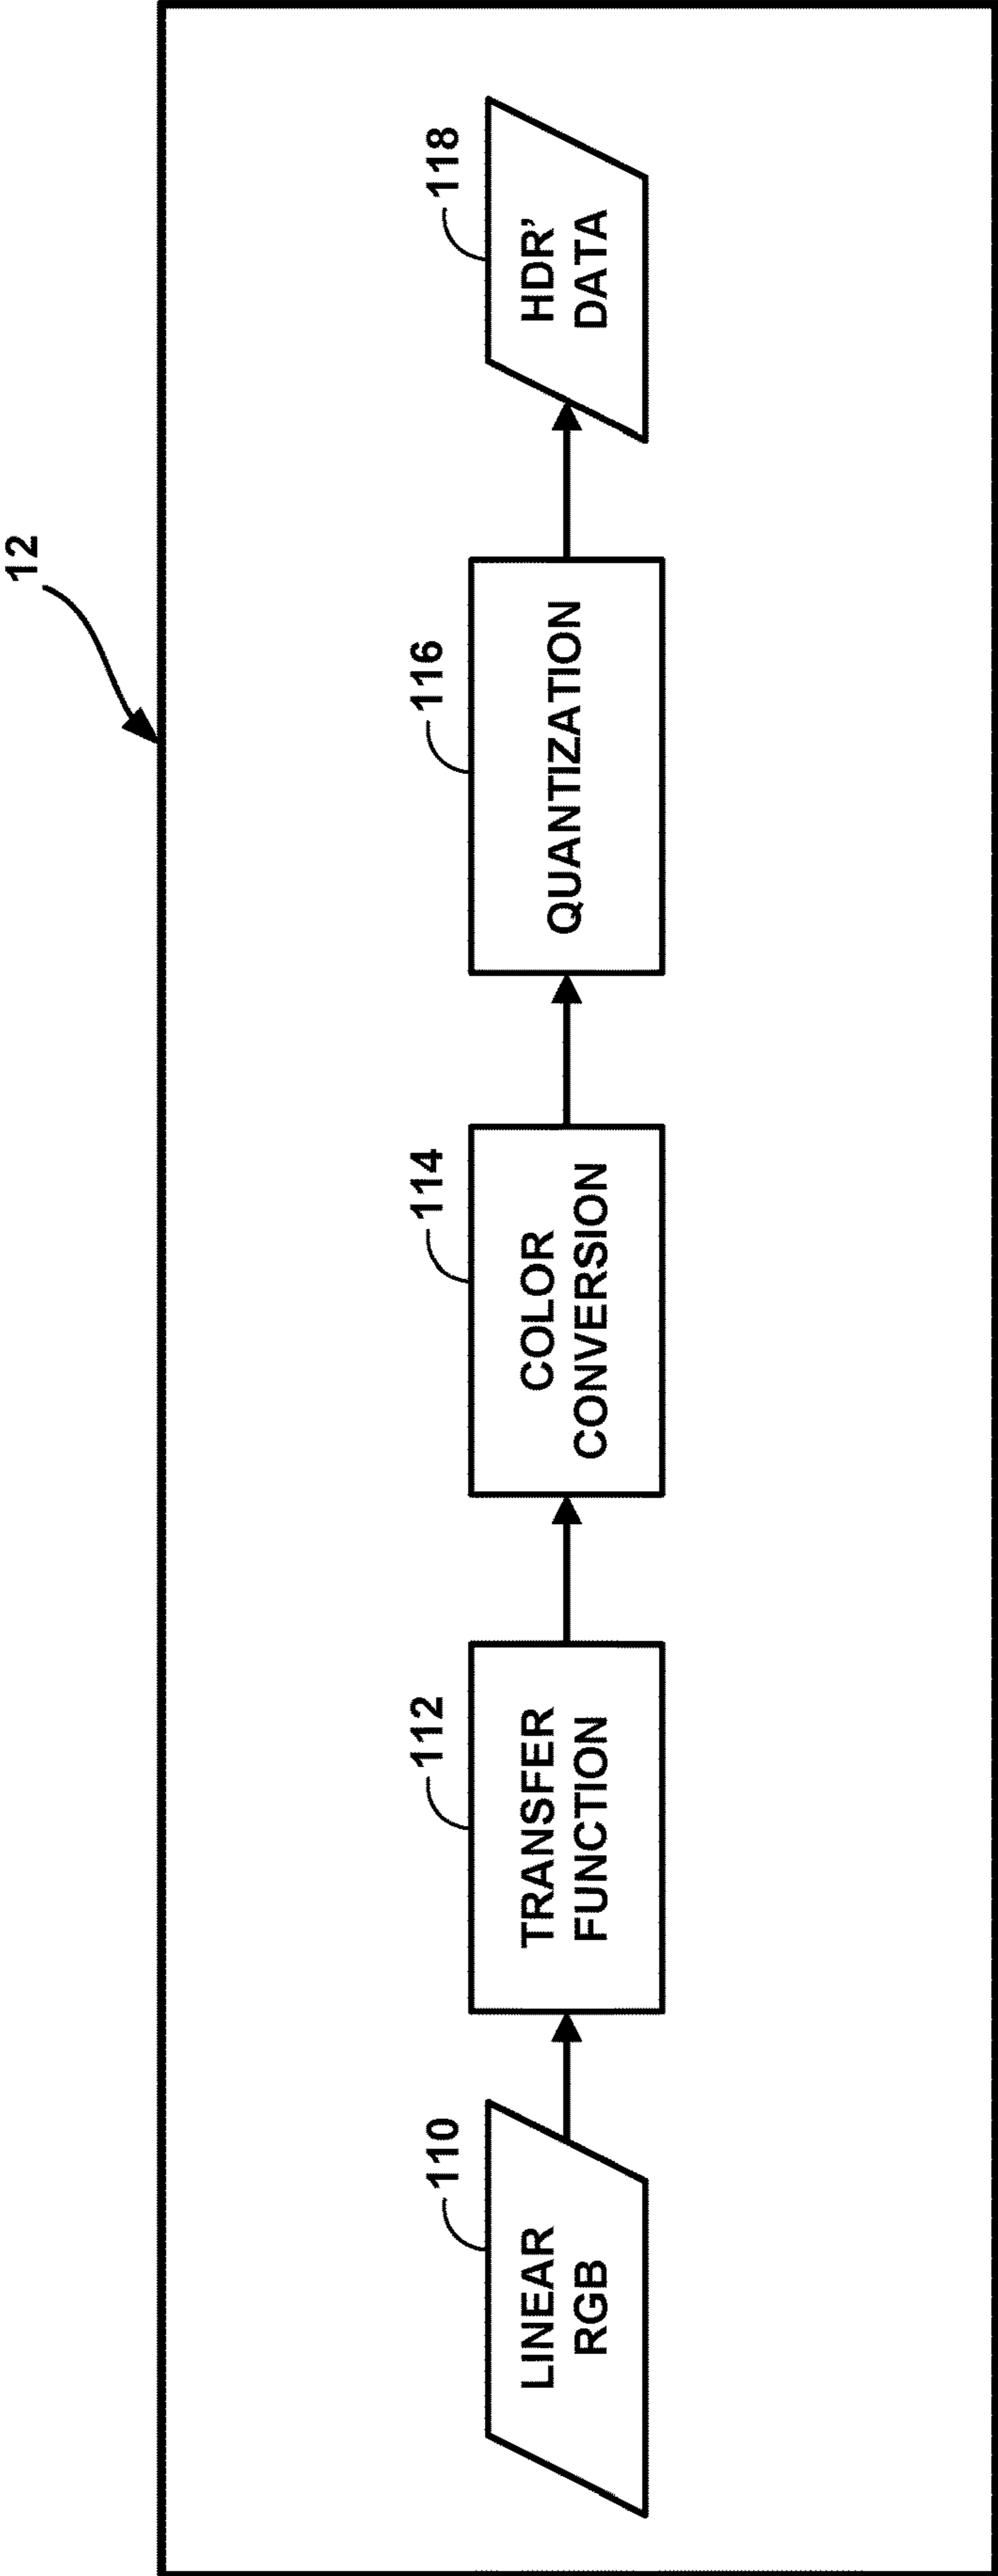 12
110
LINEAR
RGB
112
TRANSFER
FUNCTION
114
COLOR
CONVERSION
116
QUANTIZATION
118
HDR'
DATA